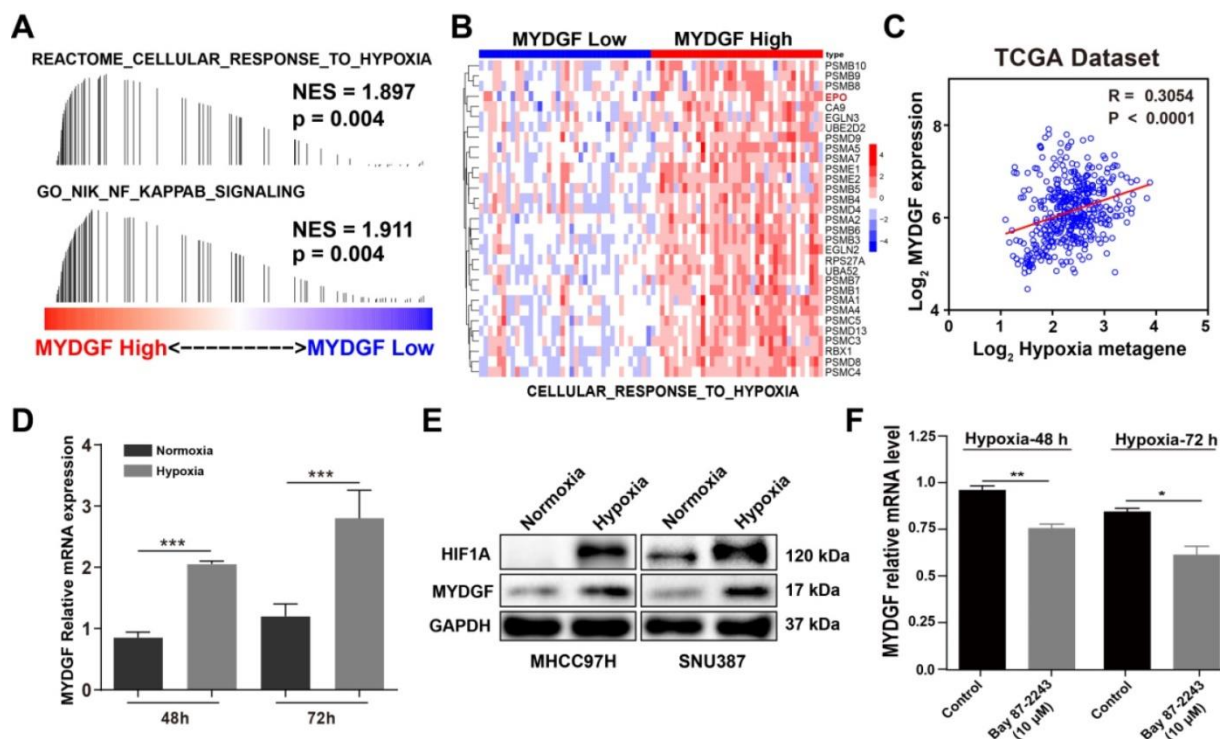 A
REACTOME_CELLULAR_RESPONSE_TO_HYPOXIA
NES = 1.897
p = 0.004
GO_NIK_NF_KAPPAB_SIGNALING
NES = 1.911
p = 0.004
MYDGF High<---------->MYDGF Low
B
MYDGF Low MYDGF High
type
PSMB10
PSMB9
PSMB8
EPO
CA9
EGLN3
UBE2D2
PSMD9
PSMA5
PSMA7
PSME1
PSME2
PSMB5
PSMB4
PSMD4
PSMA2
PSMB6
PSMB3
EGLN2
RPS27A
UBA52
PSMB7
PSMB1
PSMA1
PSMA4
PSMC5
PSMD13
PSMC3
RBX1
PSMD8
PSMC4
4
2
0
−2
−4
CELLULAR_RESPONSE_TO_HYPOXIA
C
TCGA Dataset
R = 0.3054
P < 0.0001
Log2 MYDGF expression
8
6
4
0 1 2 3 4 5
Log2 Hypoxia metagene
D
MYDGF Relative mRNA expression
4
3
2
1
0
Normoxia
Hypoxia
***
***
48h 72h
E
Normoxia Hypoxia Normoxia Hypoxia
HIF1A 120 kDa
MYDGF 17 kDa
GAPDH 37 kDa
MHCC97H SNU387
F
MYDGF relative mRNA level
1.25
1.0
0.75
0.5
0.25
0.0
Hypoxia-48 h Hypoxia-72 h
**
*
Control
Bay 87-2243
(10 μM)
Control
Bay 87-2243
(10 μM)